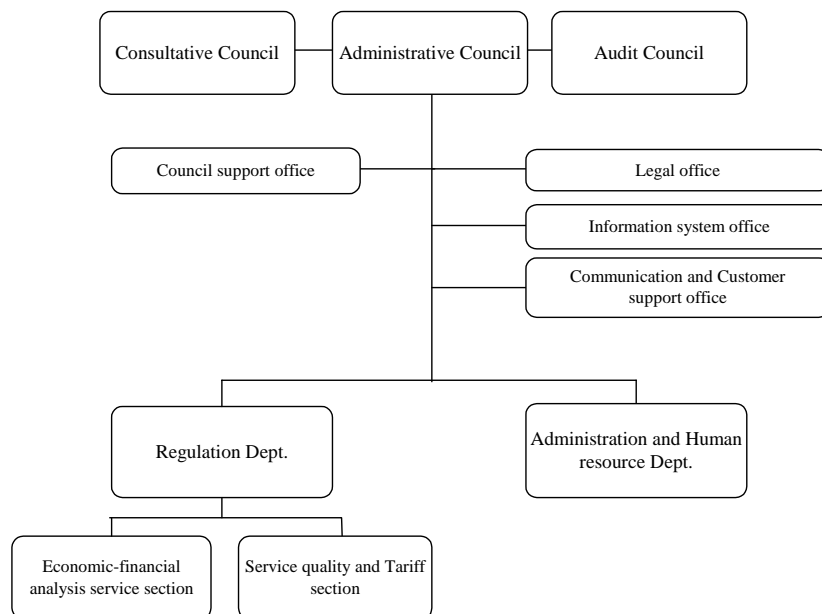 Consultative Council
Administrative Council
Audit Council
Council support office
Legal office
Information system office
Communication and Customer
support office
Regulation Dept.
Administration and Human
resource Dept.
Economic-financial
analysis service section
Service quality and Tariff
section